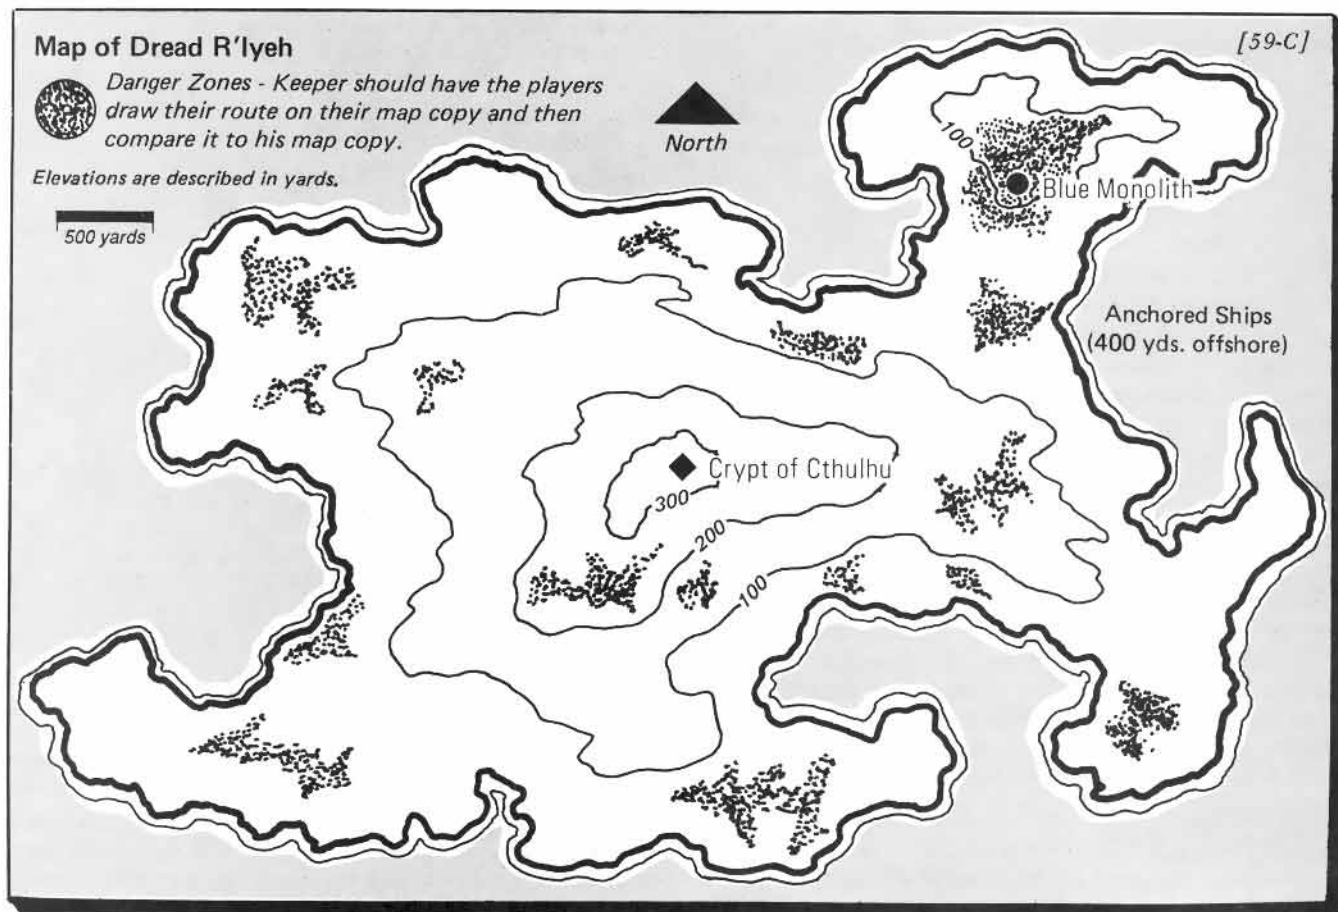 Map of Dread R'lyeh
[59-C]
Danger Zones - Keeper should have the players
draw their route on their map copy and then
compare it to his map copy.
North
Elevations are described in yards.
500 yards
100
Blue Monolith
Anchored Ships
(400 yds. offshore)
Crypt of Cthulhu
300
200
100